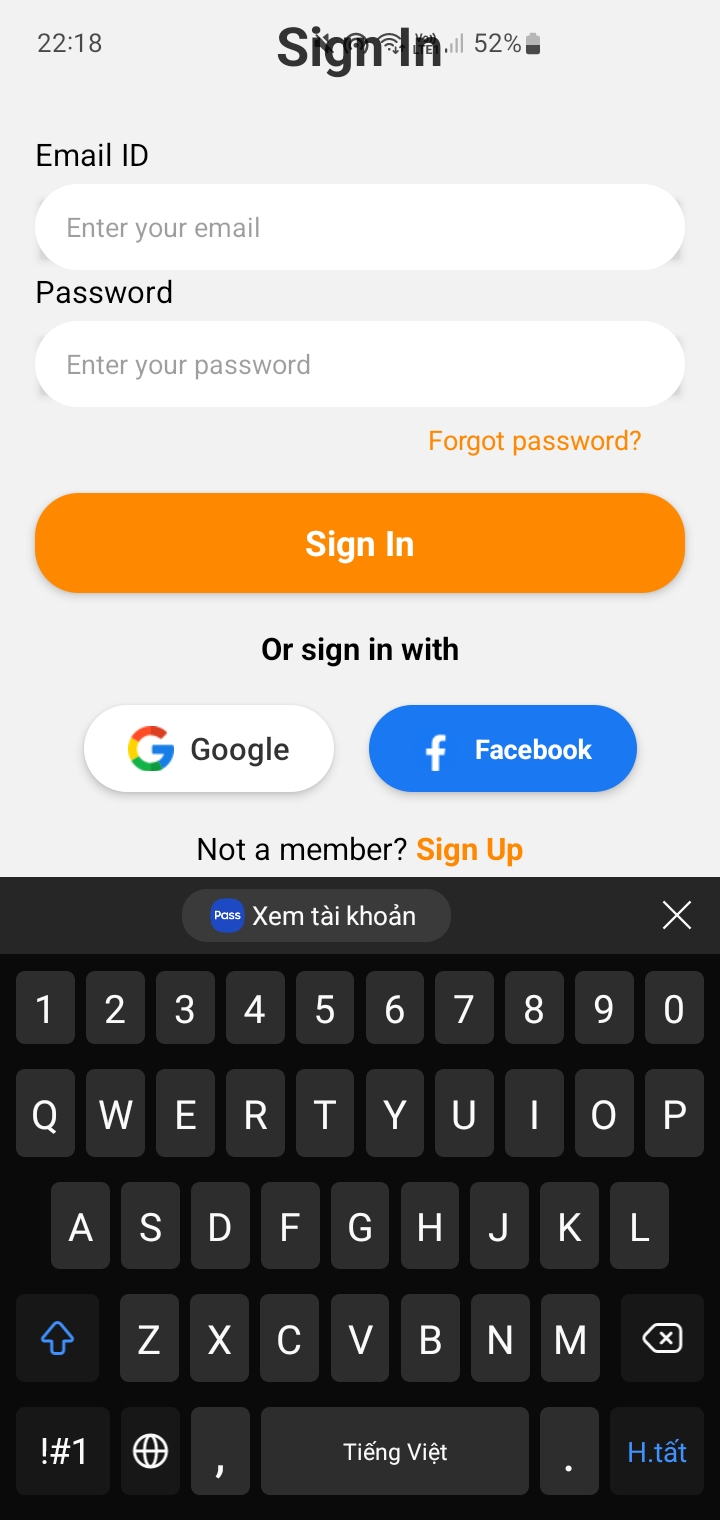 22:18 Sign In 52%
Email ID
Enter your email
Password
Enter your password
Forgot password?
Sign In
Or sign in with
Google Facebook
Not a member? Sign Up
Pass Xem tài khoản
1 2 3 4 5 6 7 8 9 0
Q W E R T Y U I O P
A S D F G H J K L
Z X C V B N M
!#1 , Tiếng Việt . H.tất